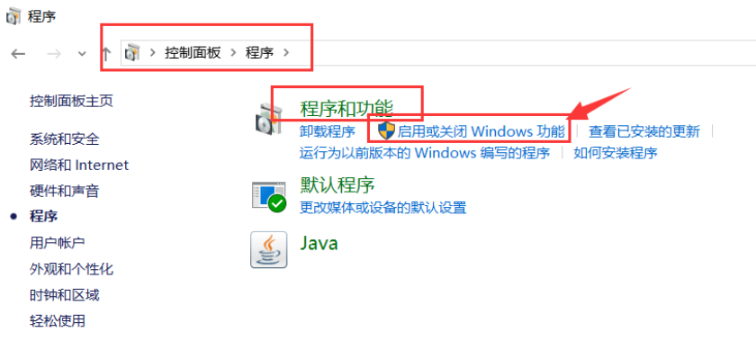 程序
控制面板 程序
控制面板主页
系统和安全
网络和 Internet
硬件和声音
程序
用户帐户
外观和个性化
时钟和区域
轻松使用
程序和功能
卸载程序 启用或关闭 Windows 功能 查看已安装的更新
运行为以前版本的 Windows 编写的程序 如何安装程序
默认程序
更改媒体或设备的默认设置
Java